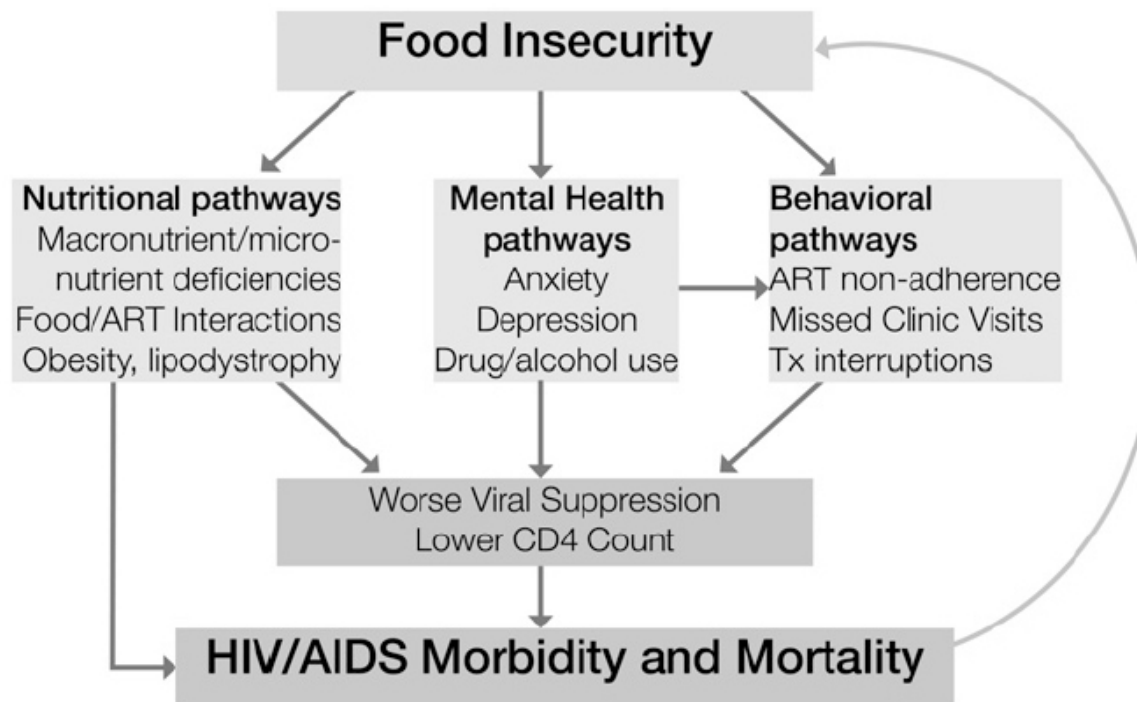 Food Insecurity
Nutritional pathways
Macronutrient/micro-
nutrient deficiencies
Food/ART Interactions
Obesity, lipodystrophy
Mental Health
pathways
Anxiety
Depression
Drug/alcohol use
Behavioral
pathways
ART non-adherence
Missed Clinic Visits
Tx interruptions
Worse Viral Suppression
Lower CD4 Count
HIV/AIDS Morbidity and Mortality